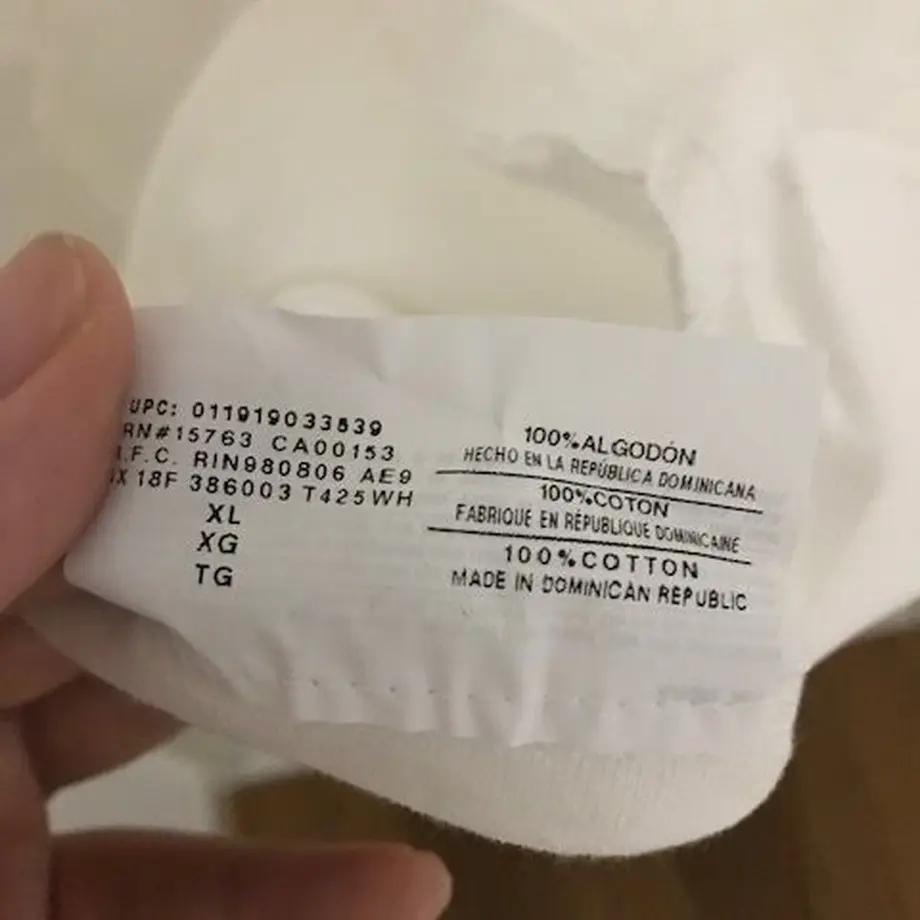 UPC: 011919033839
RN#15763 CA00153
.F.C. RIN980806 AE9
X 18F 386003 T425WH
XL
XG
TG
100% ALGODÓN
HECHO EN LA REPÚBLICA DOMINICANA
100% COTON
FABRIQUÉ EN RÉPUBLIQUE DOMINICAINE
100% COTTON
MADE IN DOMINICAN REPUBLIC